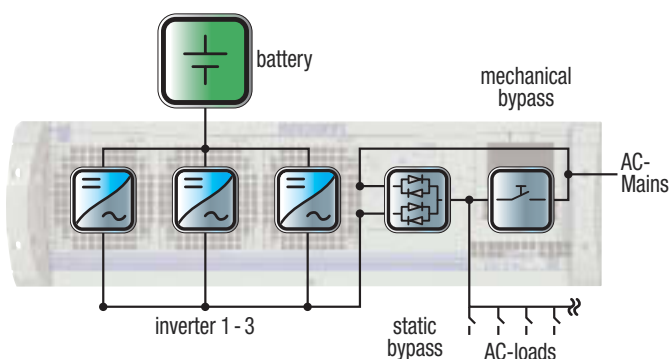 battery
mechanical
bypass
AC-
Mains
inverter 1 - 3
static
bypass
AC-loads